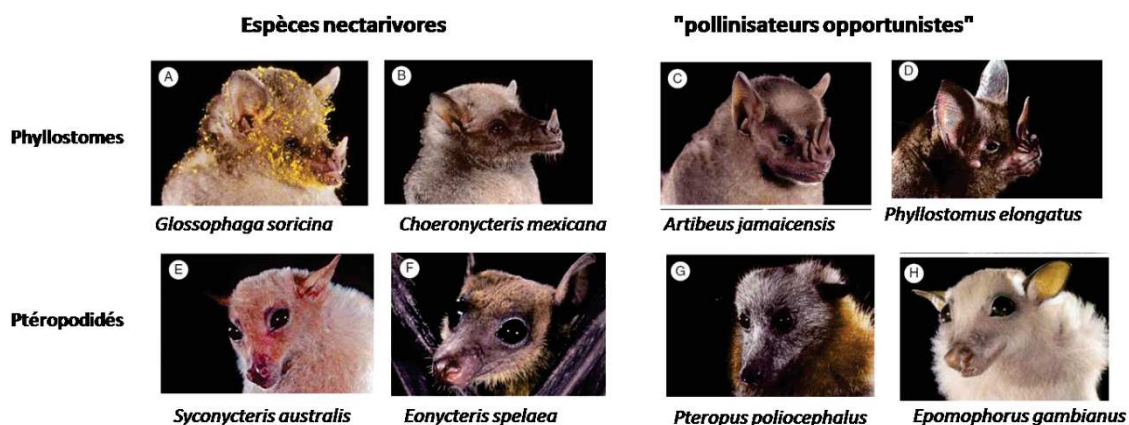 Espèces nectarivores
"pollinisateurs opportunistes"
Phyllostomes
A
B
C
D
Glossophaga soricina
Choeronycteris mexicana
Artibeus jamaicensis
Phyllostomus elongatus
Ptéropodidés
E
F
G
H
Syconycteris australis
Eonycteris spelaea
Pteropus poliocephalus
Epomophorus gambianus